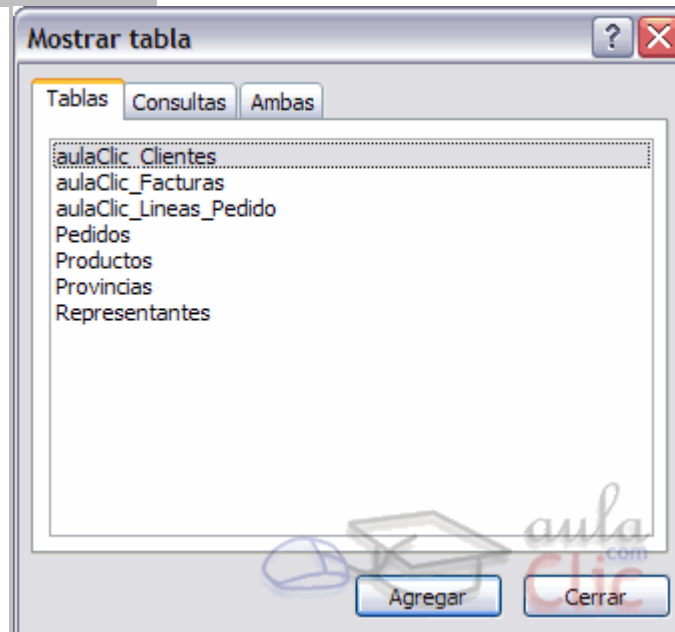 Mostrar tabla
?
Tablas Consultas Ambas
aulaClic_Clientes
aulaClic_Facturas
aulaClic_Lineas_Pedido
Pedidos
Productos
Provincias
Representantes
aula
.com
Clic
Agregar Cerrar